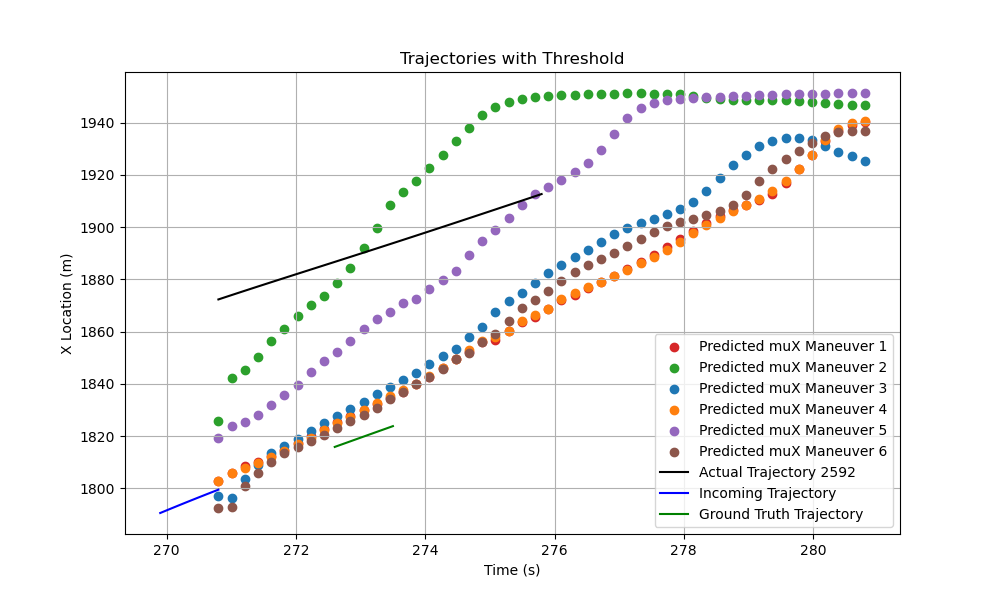 Trajectories with Threshold
X Location (m)
1940
1920
1900
1880
1860
1840
1820
1800
Predicted muX Maneuver 1
Predicted muX Maneuver 2
Predicted muX Maneuver 3
Predicted muX Maneuver 4
Predicted muX Maneuver 5
Predicted muX Maneuver 6
Actual Trajectory 2592
Incoming Trajectory
Ground Truth Trajectory
270 272 274 276 278 280
Time (s)